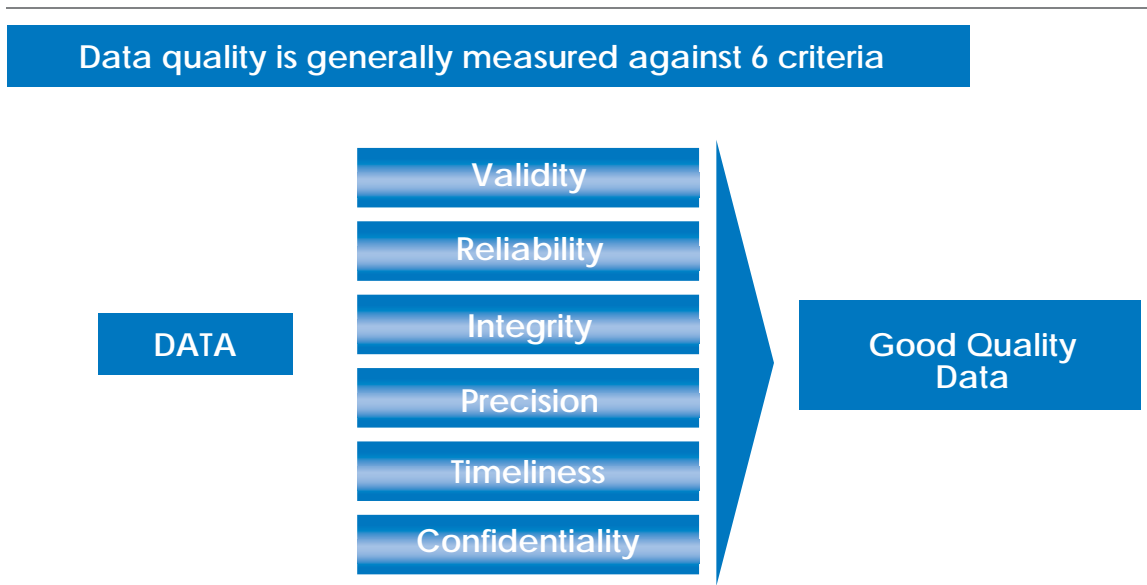 Data quality is generally measured against 6 criteria
Validity
Reliability
Integrity
DATA
Good Quality
Data
Precision
Timeliness
Confidentiality